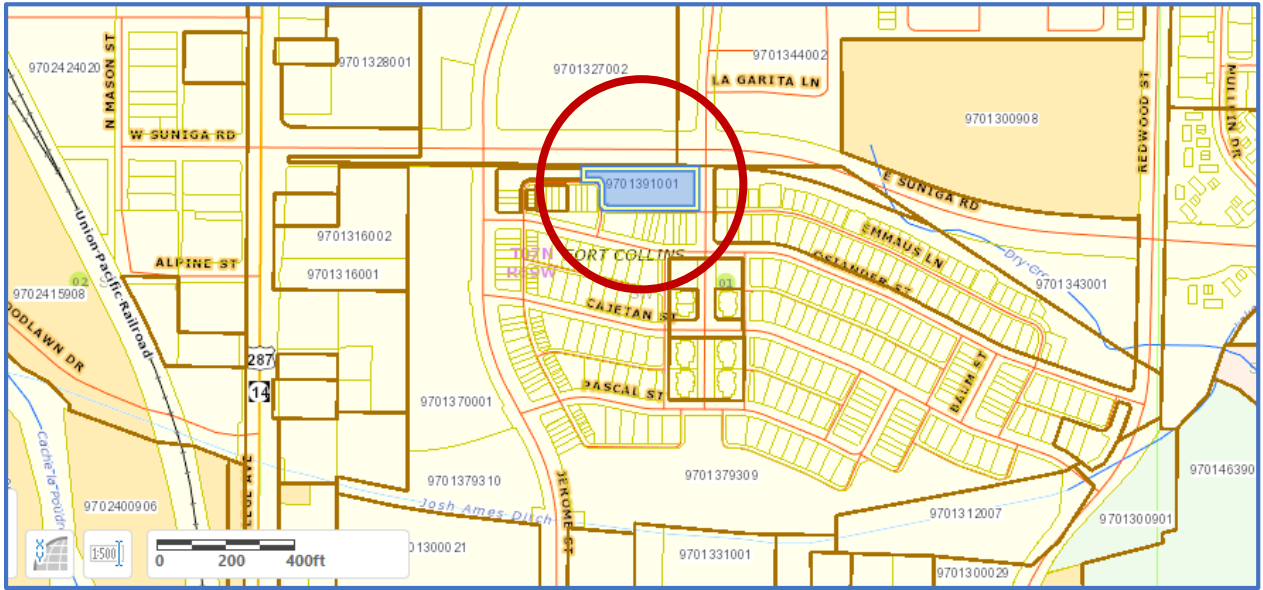 9702424020
N MASON ST
9701328001
9701327002
9701344002
LA GARITA LN
9701300908
REDWOOD ST
W SUNIGA RD
E SUNIGA RD
9701391001
9701316002
FORT COLLINS
EMMAUS LN
OSIANDER ST
ALPINE ST
9701316001
Union Pacific Railroad
02
01
9701343001
9702415908
CAJETAN ST
287
14
BAUM ST
PASCAL ST
9701370001
9701379310
9701379309
970146390
9702400906
Josh Ames Ditch
JEROME ST
9701312007
9701300901
9701331001
9701300029
1:500
0 200 400ft